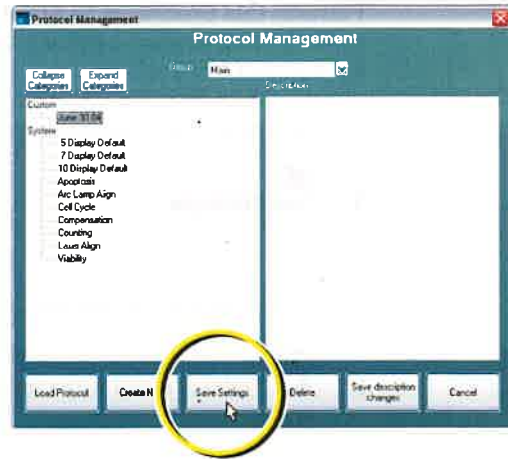 Protocol Management
Protocol Management
Collapse Categories
Expand Categories
Group
Main
Description
Custom
June 30 04
System
5 Display Default
7 Display Default
10 Display Default
Apoptosis
Arc Lamp Align
Cell Cycle
Compensation
Counting
Laser Align
Viability
Load Protocol
Create N
Save Settings
Delete
Save description changes
Cancel